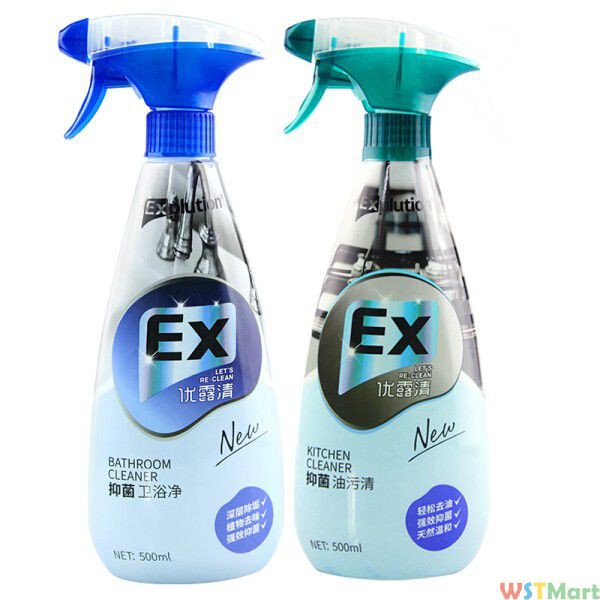 Explution
Ex
LET'S
RE-CLEAN
优露清
New
BATHROOM
CLEANER
抑菌卫浴净
深层除垢✓
植物去味✓
强效抑菌✓
NET: 500ml
Explution
Ex
LET'S
RE-CLEAN
优露清
New
KITCHEN
CLEANER
抑菌油污清
轻松去油✓
强效抑菌✓
天然温和✓
NET: 500ml
WSTMart